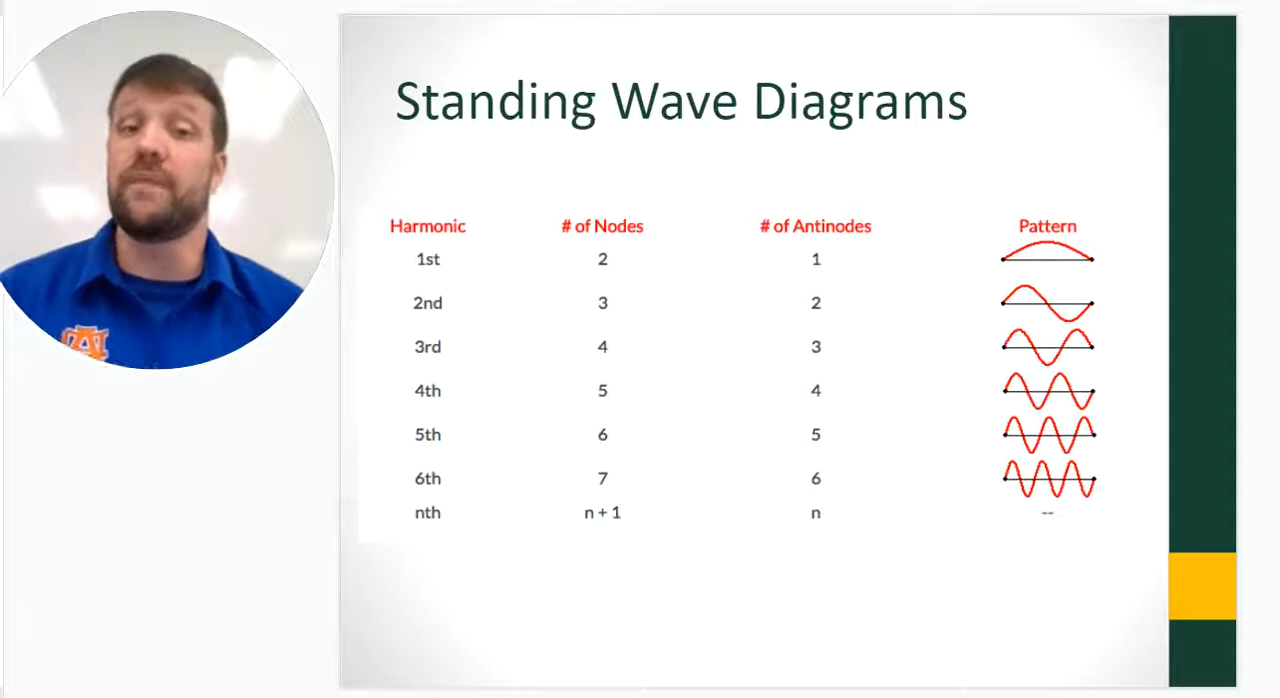 Standing Wave Diagrams
Harmonic # of Nodes # of Antinodes Pattern
1st 2 1
2nd 3 2
3rd 4 3
4th 5 4
5th 6 5
6th 7 6
nth n + 1 n --